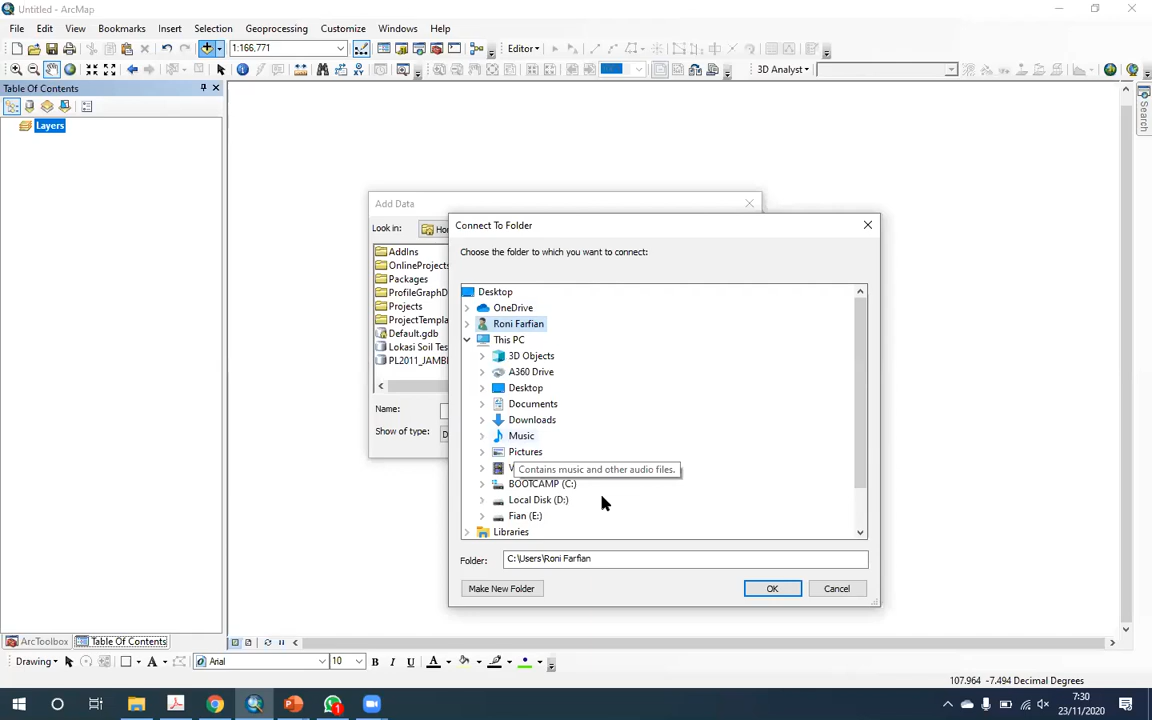 Untitled - ArcMap
File Edit View Bookmarks Insert Selection Geoprocessing Customize Windows Help
1:166,771
Editor
3D Analyst
Table Of Contents
Layers
Search
Add Data
Look in:
AddIns
OnlineProjects
Packages
Projects
Default.gdb
Lokasi Soil Test
Name:
Show of type:
Connect To Folder
Choose the folder to which you want to connect:
Desktop
OneDrive
Roni Farfian
This PC
3D Objects
A360 Drive
Desktop
Documents
Downloads
Music
Pictures
Contains music and other audio files.
BOOTCAMP (C:)
Local Disk (D:)
Fian (E:)
Libraries
Folder: C:\Users\Roni Farfian
Make New Folder OK Cancel
ArcToolbox Table Of Contents
Drawing A Arial 10 B I U A
107.964 -7.494 Decimal Degrees
1
7:30
23/11/2020